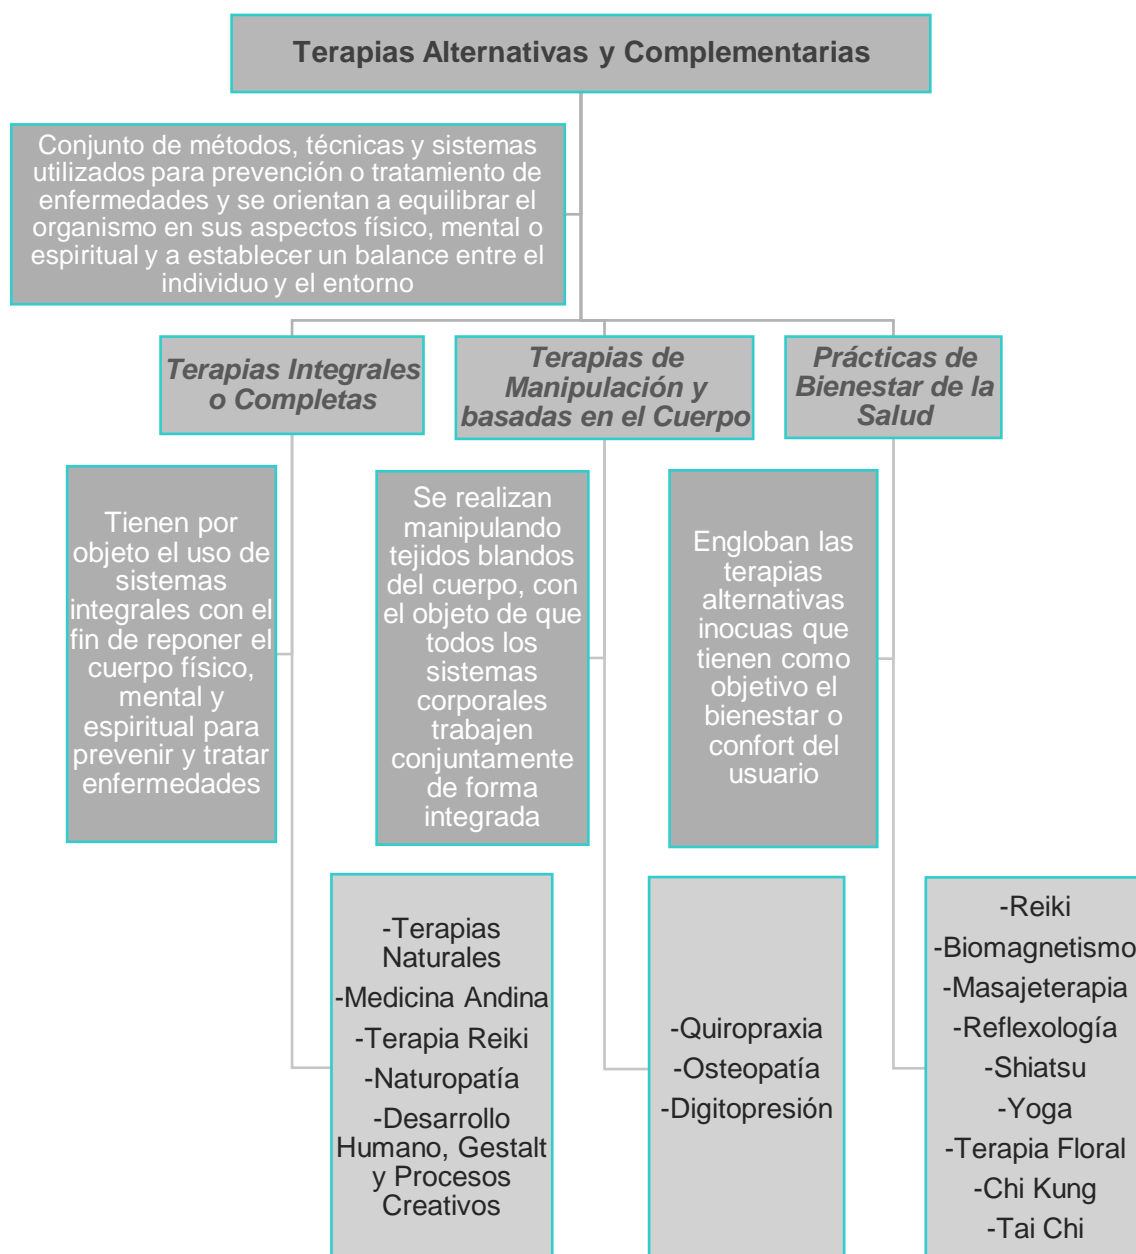 Terapias Alternativas y Complementarias
Conjunto de métodos, técnicas y sistemas
utilizados para prevención o tratamiento de
enfermedades y se orientan a equilibrar el
organismo en sus aspectos físico, mental o
espiritual y a establecer un balance entre el
individuo y el entorno
Terapias Integrales
o Completas
Tienen por
objeto el uso de
sistemas
integrales con el
fin de reponer el
cuerpo físico,
mental y
espiritual para
prevenir y tratar
enfermedades
-Terapias
Naturales
-Medicina Andina
-Terapia Reiki
-Naturopatía
-Desarrollo
Humano, Gestalt
y Procesos
Creativos
Terapias de
Manipulación y
basadas en el Cuerpo
Se realizan
manipulando
tejidos blandos
del cuerpo, con
el objeto de que
todos los
sistemas
corporales
trabajen
conjuntamente
de forma
integrada
-Quiropraxia
-Osteopatía
-Digitopresión
Prácticas de
Bienestar de la
Salud
Engloban las
terapias
alternativas
inocuas que
tienen como
objetivo el
bienestar o
confort del
usuario
-Reiki
-Biomagnetismo
-Masajeterapia
-Reflexología
-Shiatsu
-Yoga
-Terapia Floral
-Chi Kung
-Tai Chi